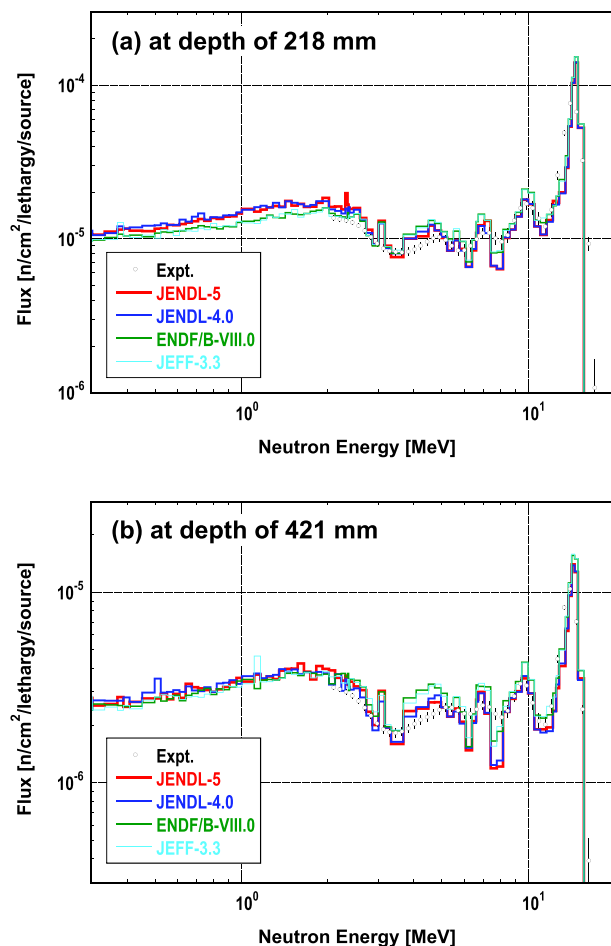 (a) at depth of 218 mm
10⁻⁴
10⁻⁵
10⁻⁶
Flux [n/cm²/lethargy/source]
Expt.
JENDL-5
JENDL-4.0
ENDF/B-VIII.0
JEFF-3.3
10⁰
10¹
Neutron Energy [MeV]
(b) at depth of 421 mm
10⁻⁵
10⁻⁶
Flux [n/cm²/lethargy/source]
Expt.
JENDL-5
JENDL-4.0
ENDF/B-VIII.0
JEFF-3.3
10⁰
10¹
Neutron Energy [MeV]